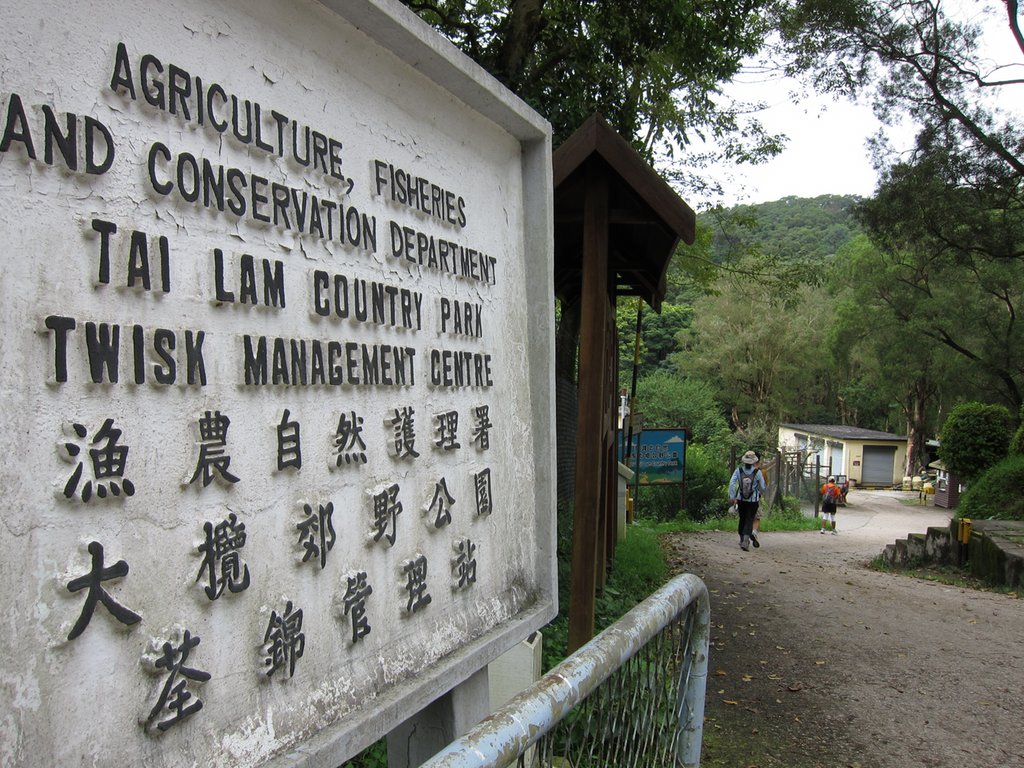 AGRICULTURE, FISHERIES
AND CONSERVATION DEPARTMENT
TAI LAM COUNTRY PARK
TWISK MANAGEMENT CENTRE
漁農自然護理署
大欖郊野公園
荃錦管理站